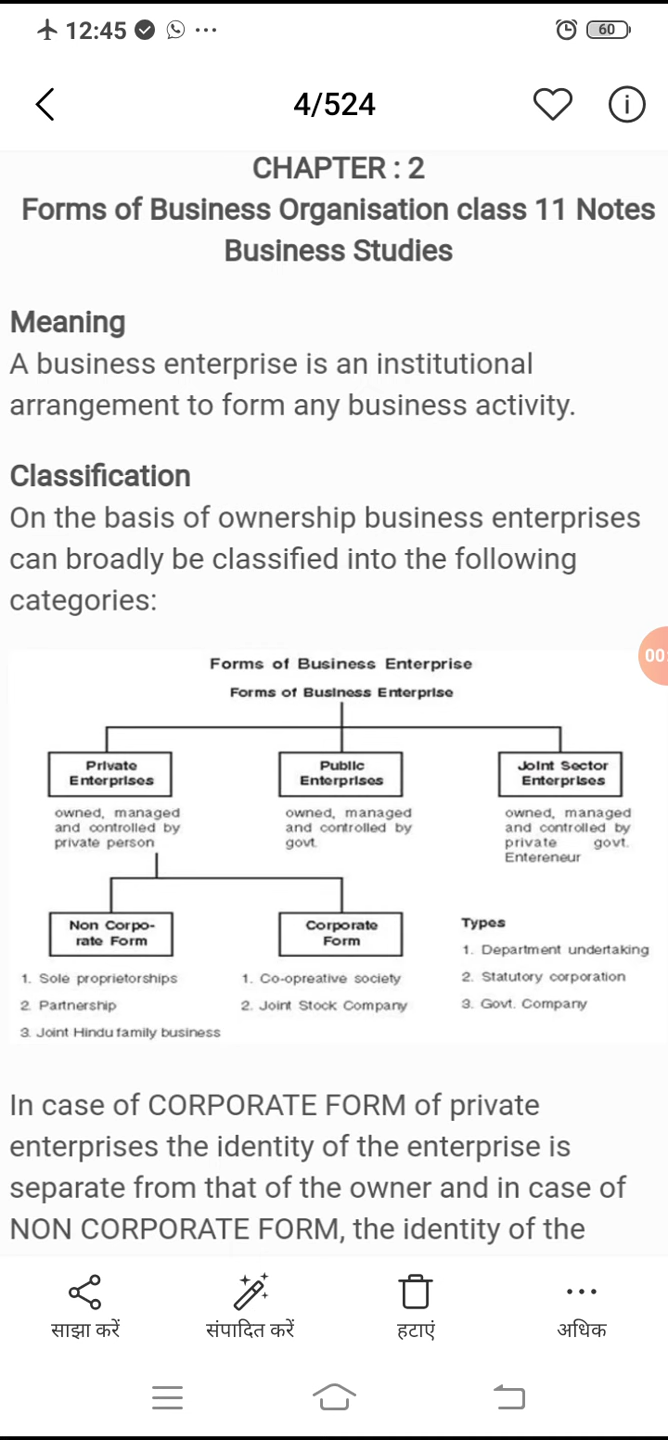 12:45
60
4/524
CHAPTER : 2
Forms of Business Organisation class 11 Notes
Business Studies
Meaning
A business enterprise is an institutional
arrangement to form any business activity.
Classification
On the basis of ownership business enterprises
can broadly be classified into the following
categories:
00:
Forms of Business Enterprise
Forms of Business Enterprise
Private
Enterprises
owned, managed
and controlled by
private person
Public
Enterprises
owned, managed
and controlled by
govt.
Joint Sector
Enterprises
owned, managed
and controlled by
private govt.
Entereneur
Non Corpo-
rate Form
1. Sole proprietorships
2. Partnership
3. Joint Hindu family business
Corporate
Form
1. Co-opreative society
2. Joint Stock Company
Types
1. Department undertaking
2. Statutory corporation
3. Govt. Company
In case of CORPORATE FORM of private
enterprises the identity of the enterprise is
separate from that of the owner and in case of
NON CORPORATE FORM, the identity of the
साझा करें
संपादित करें
हटाएं
अधिक